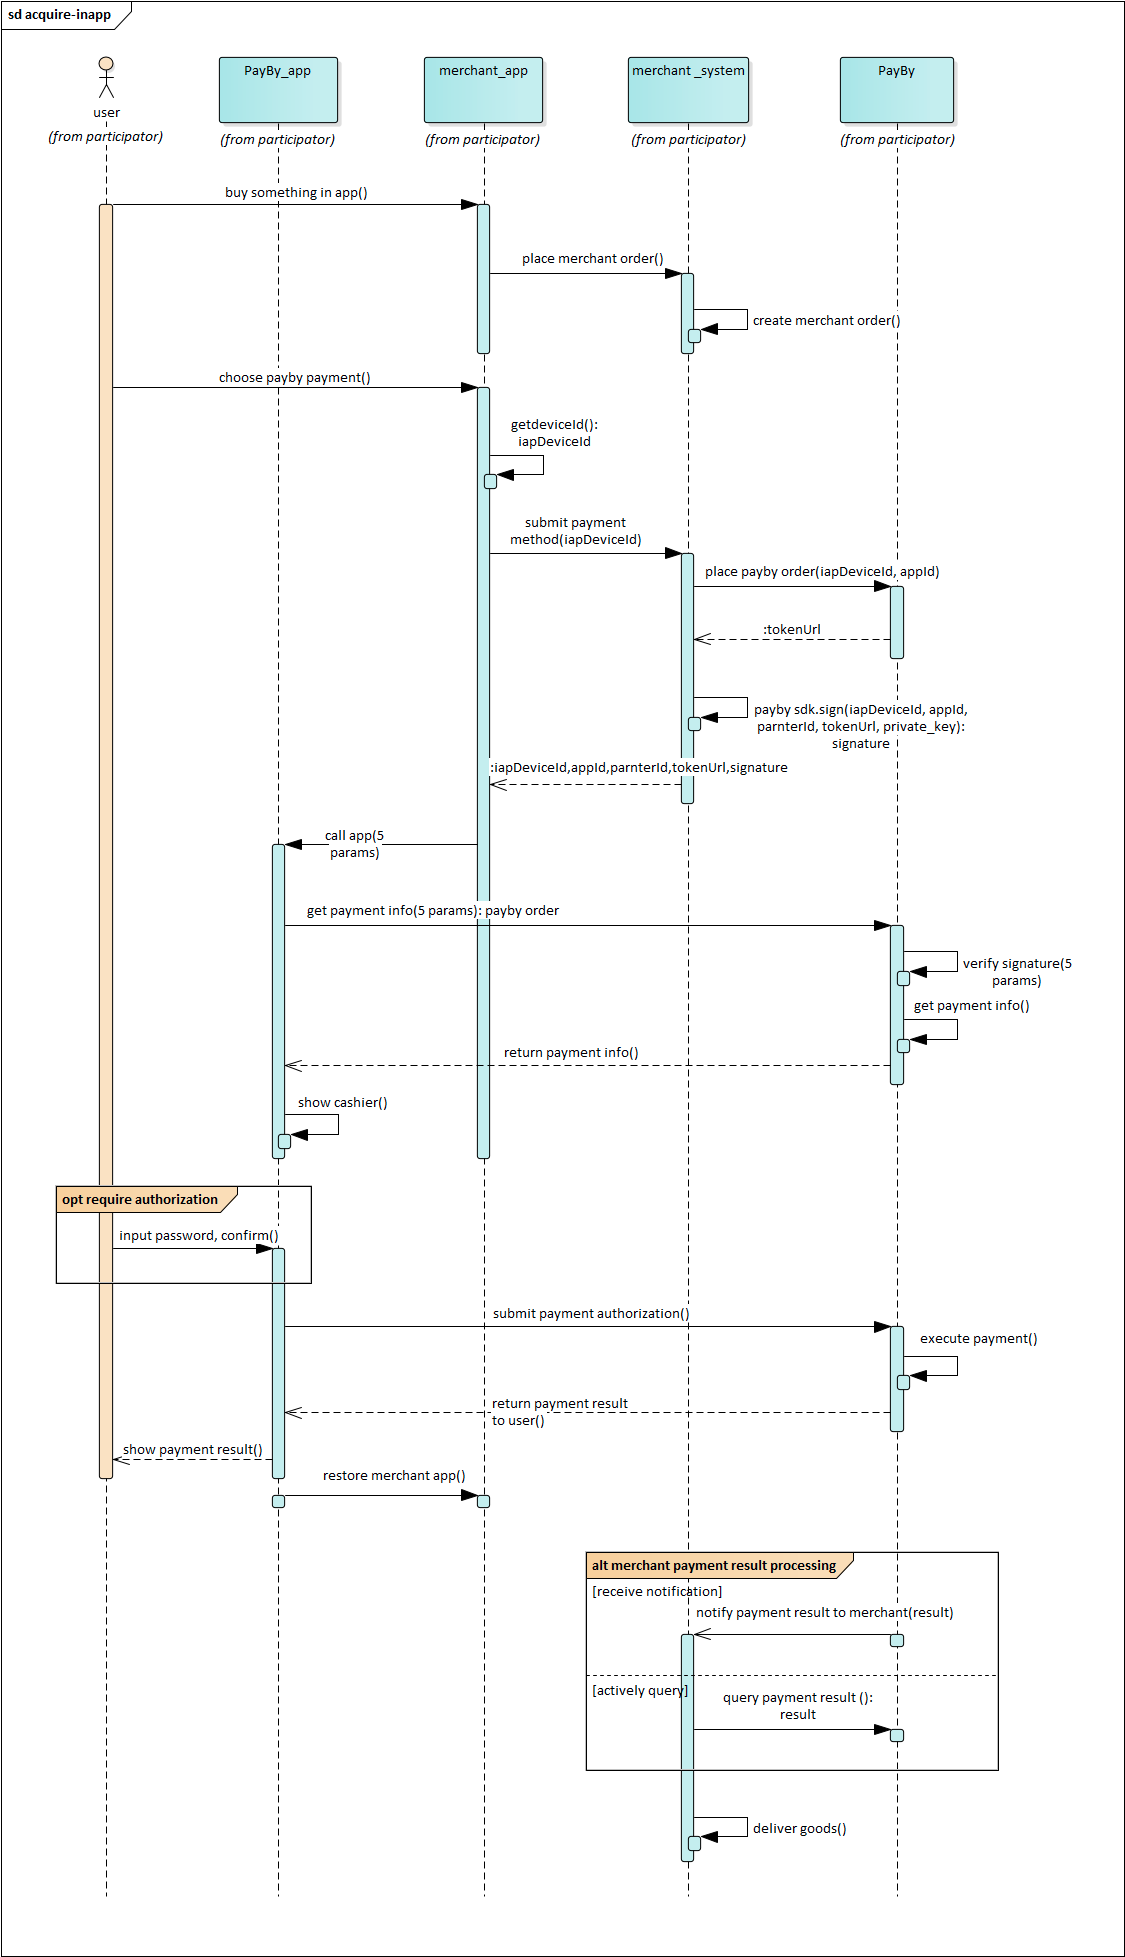 sd acquire-inapp
PayBy_app
merchant_app
merchant _system
PayBy
user
(from participator)
(from participator)
(from participator)
(from participator)
(from participator)
buy something in app()
place merchant order()
create merchant order()
choose payby payment()
getdeviceId():
iapDeviceId
submit payment
method(iapDeviceId)
place payby order(iapDeviceId, appId)
:tokenUrl
payby sdk.sign(iapDeviceId, appId,
parnterId, tokenUrl, private_key):
signature
:iapDeviceId,appId,parnterId,tokenUrl,signature
call app(5
params)
get payment info(5 params): payby order
verify signature(5
params)
get payment info()
return payment info()
show cashier()
opt require authorization
input password, confirm()
submit payment authorization()
execute payment()
return payment result
to user()
show payment result()
restore merchant app()
alt merchant payment result processing
[receive notification]
notify payment result to merchant(result)
[actively query]
query payment result ():
result
deliver goods()